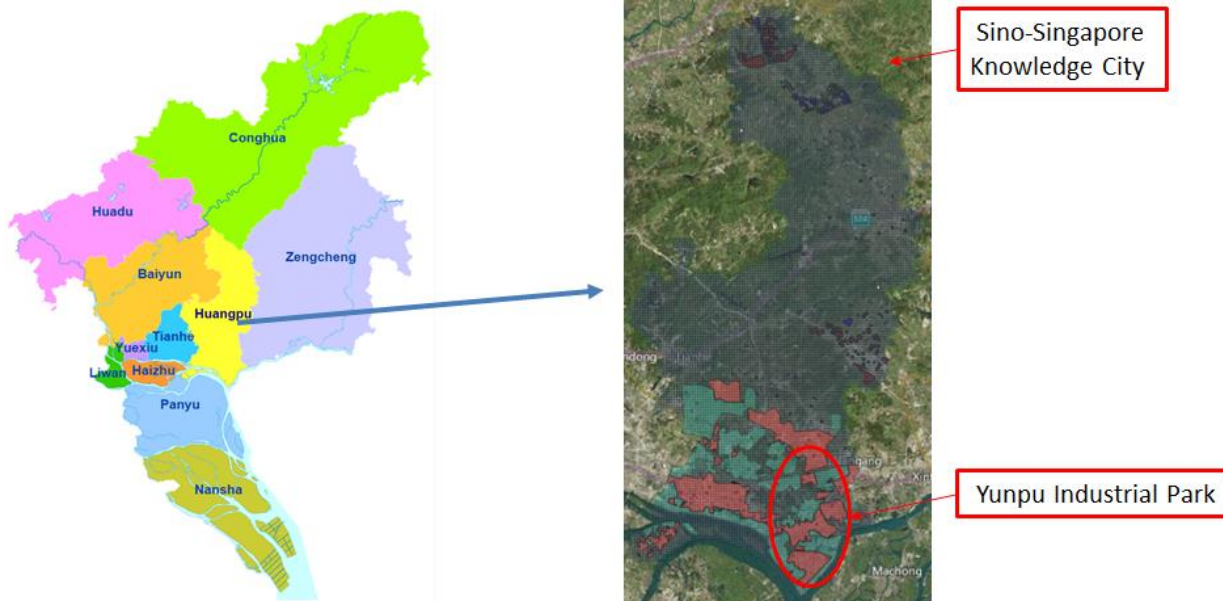 Conghua
Huadu
Zengcheng
Baiyun
Huangpu
Tianhe
Yuexiu
Liwan
Haizhu
Panyu
Nansha
Sino-Singapore
Knowledge City
Tianhe
Yunpu Industrial Park
Machong